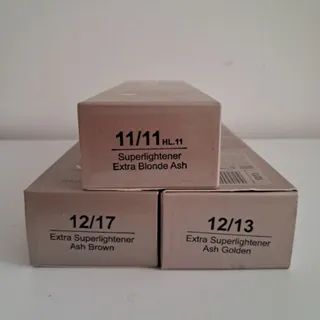 11/11 HL.11
Superlightener
Extra Blonde Ash
12/17
Extra Superlightener
Ash Brown
12/13
Extra Superlightener
Ash Golden